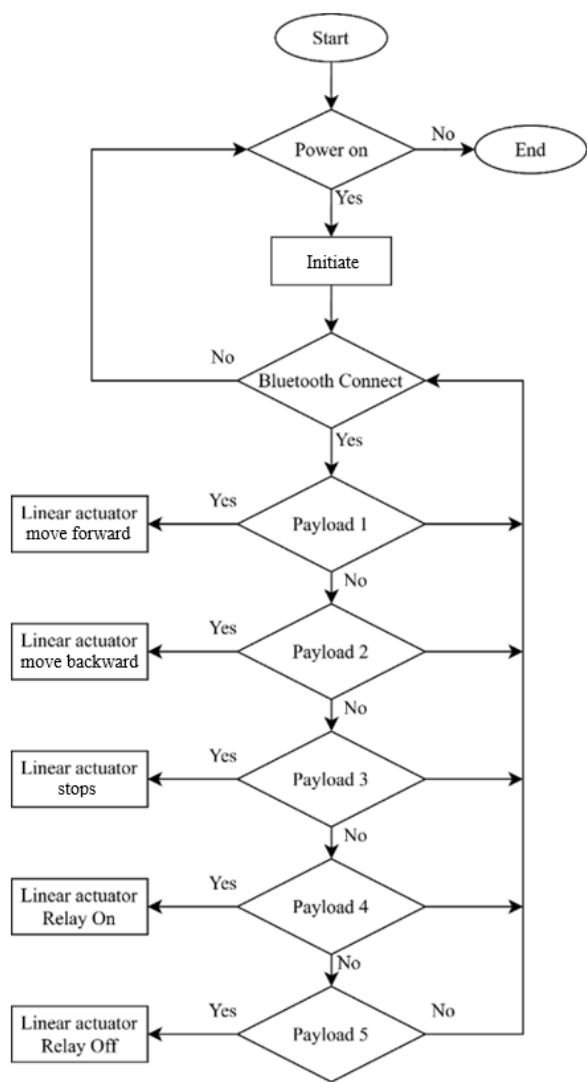 Start
Power on
No
End
Yes
Initiate
No
Bluetooth Connect
Yes
Linear actuator
move forward
Yes
Payload 1
No
Linear actuator
move backward
Yes
Payload 2
No
Linear actuator
stops
Yes
Payload 3
No
Linear actuator
Relay On
Yes
Payload 4
No
Linear actuator
Relay Off
Yes
Payload 5
No